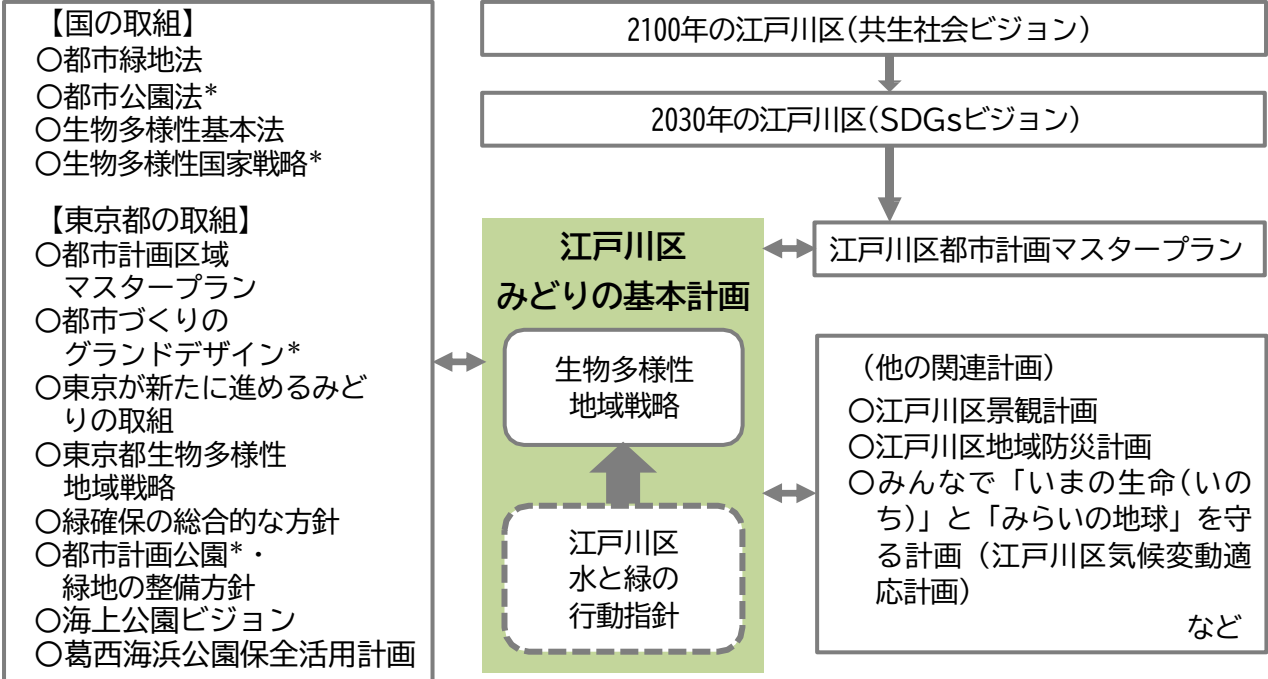 【国の取組】
〇都市緑地法
〇都市公園法*
〇生物多様性基本法
〇生物多様性国家戦略*
【東京都の取組】
〇都市計画区域
マスタープラン
〇都市づくりの
グランドデザイン*
〇東京が新たに進めるみど
りの取組
〇東京都生物多様性
地域戦略
〇緑確保の総合的な方針
〇都市計画公園*・
緑地の整備方針
〇海上公園ビジョン
〇葛西海浜公園保全活用計画
2100年の江戸川区(共生社会ビジョン)
2030年の江戸川区(SDGsビジョン)
江戸川区都市計画マスタープラン
江戸川区
みどりの基本計画
生物多様性
地域戦略
江戸川区
水と緑の
行動指針
(他の関連計画)
〇江戸川区景観計画
〇江戸川区地域防災計画
〇みんなで「いまの生命(いの
ち)」と「みらいの地球」を守
る計画（江戸川区気候変動適
応計画）
など